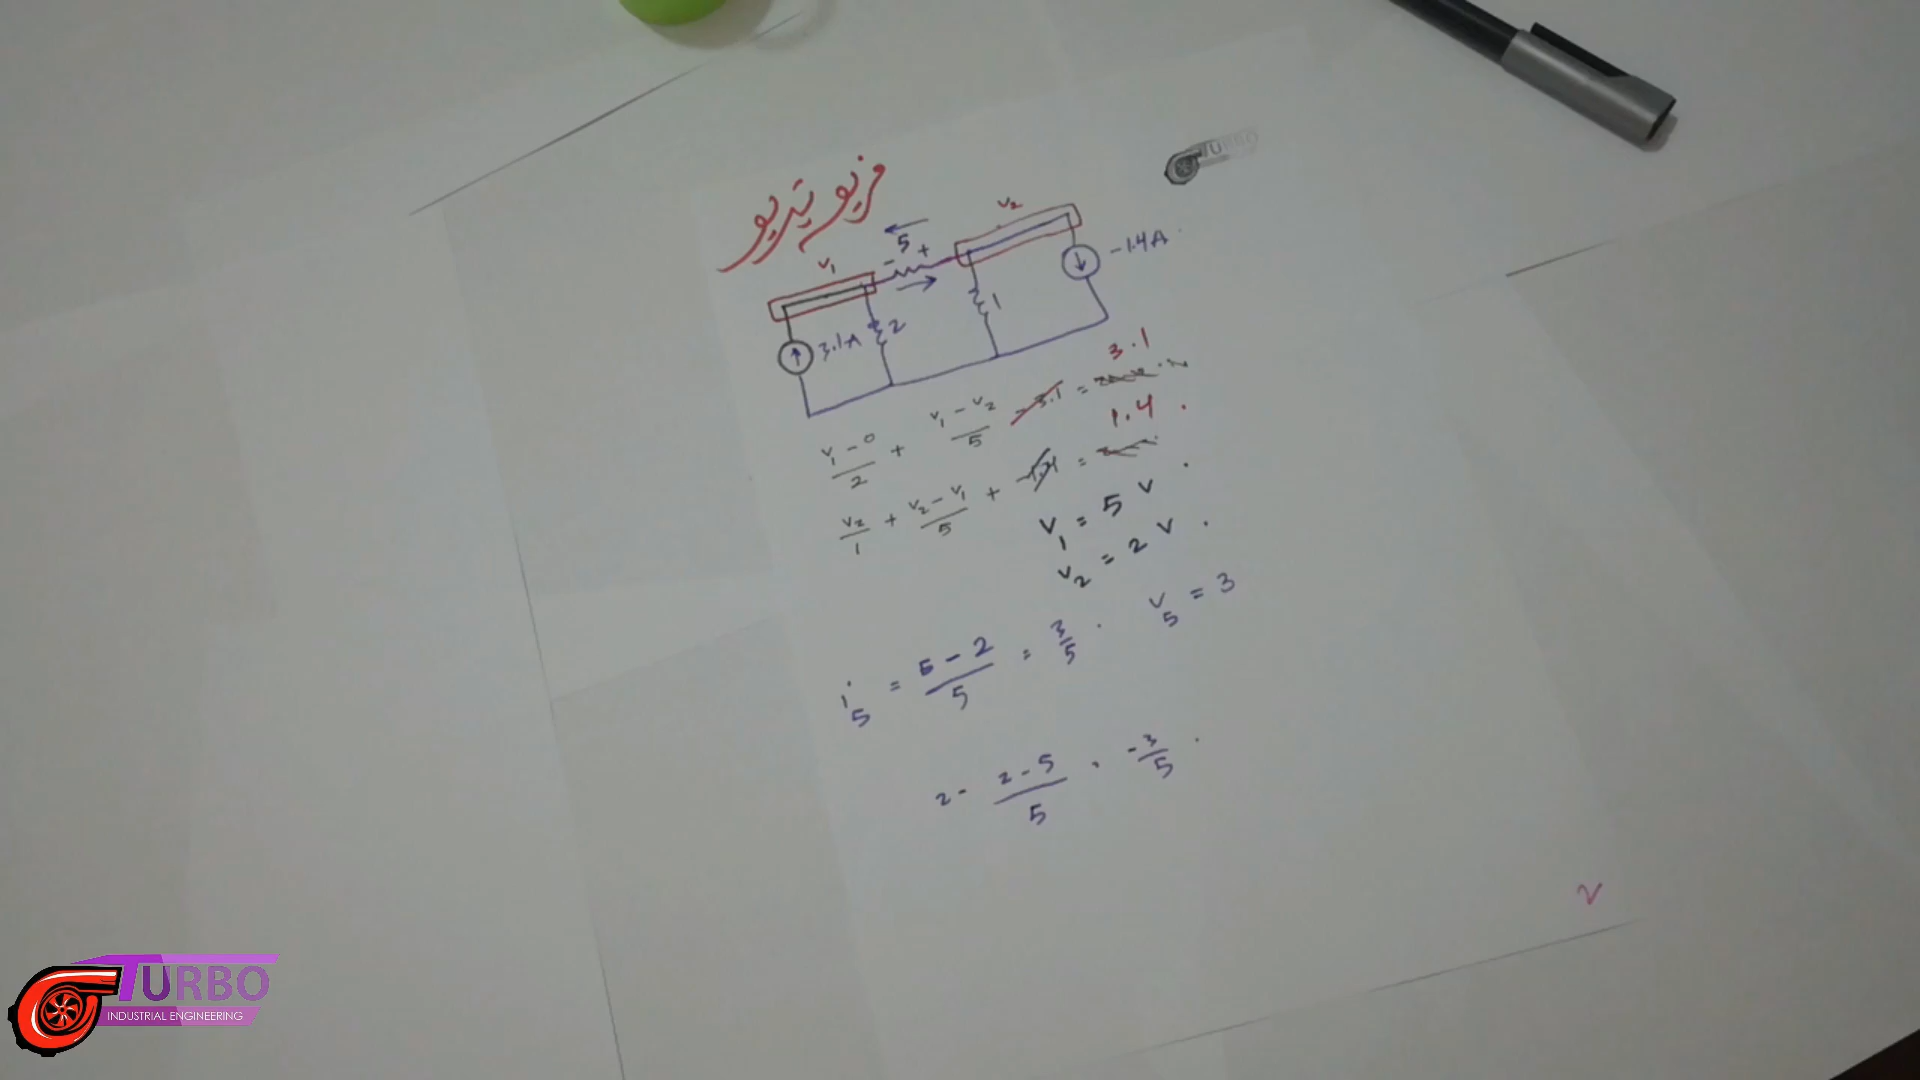 TURBO
v₂
5
- +
-1.4A
v₁
3.1A
2
1
3.1
(v₁ - 0)/2 + (v₁ - v₂)/5 - 3.1 =
1.4
v₂/1 + (v₂ - v₁)/5 + -1.4 =
v₁ = 5 v
v₂ = 2 v
i₅ = (5 - 2)/5 = 3/5 . v₅ = 3
(2 - 5)/5 = -3/5
TURBO
INDUSTRIAL ENGINEERING